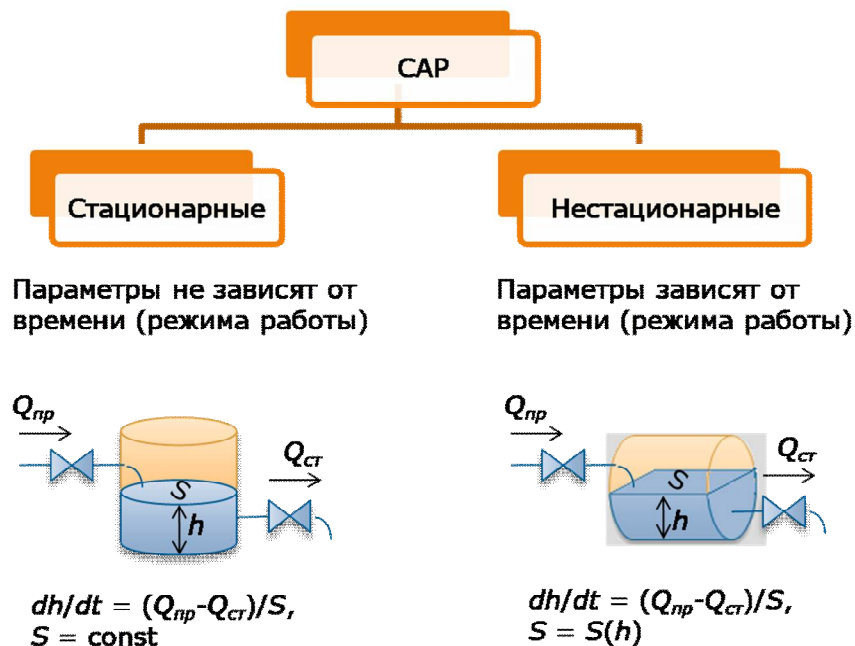 САР
Стационарные
Нестационарные
Параметры не зависят от
времени (режима работы)
Параметры зависят от
времени (режима работы)
Qпр
Qст
S
h
Qпр
Qст
S
h
dh/dt = (Qпр-Qст)/S,
S = const
dh/dt = (Qпр-Qст)/S,
S = S(h)